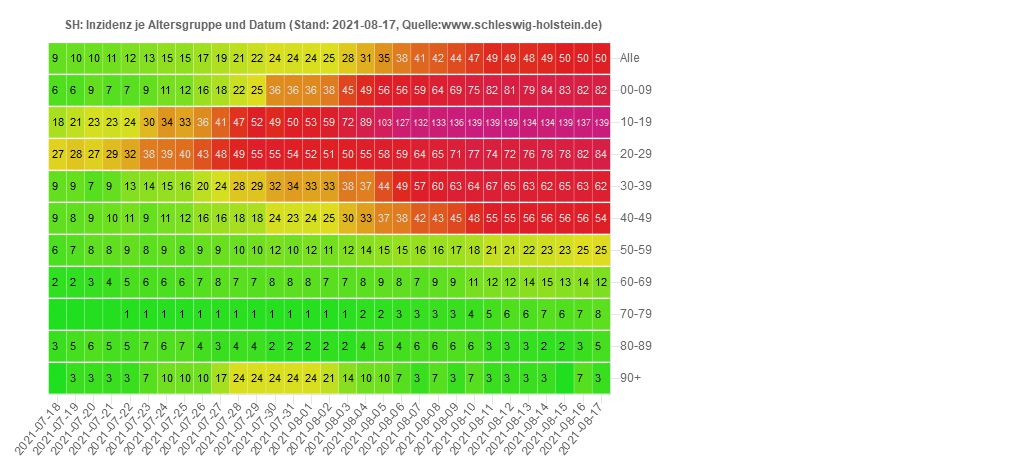 SH: Inzidenz je Altersgruppe und Datum (Stand: 2021-08-17, Quelle:www.schleswig-holstein.de)
9 10 10 11 12 13 15 15 17 19 21 22 24 24 24 25 28 31 35 38 41 42 44 47 49 49 48 49 50 50 50 Alle
6 6 9 7 7 9 11 12 16 18 22 25 36 36 36 38 45 49 56 56 59 64 69 75 82 81 79 84 83 82 82 00-09
18 21 23 23 24 30 34 33 36 41 47 52 49 50 53 59 72 89 103 127 132 133 136 139 139 139 134 134 139 137 139 10-19
27 28 27 29 32 38 39 40 43 48 49 55 55 54 52 51 50 55 58 59 64 65 71 77 74 72 76 78 78 82 84 20-29
9 9 7 9 13 14 15 16 20 24 28 29 32 34 33 33 38 37 44 49 57 60 63 64 67 65 63 62 65 63 62 30-39
9 8 9 10 11 9 11 12 16 16 18 18 24 23 24 25 30 33 37 38 42 43 45 48 55 55 56 56 56 56 54 40-49
6 7 8 8 9 8 9 8 9 9 10 10 12 10 12 11 12 14 15 15 16 16 17 18 21 21 22 23 23 25 25 50-59
2 2 3 4 5 6 6 6 7 8 7 7 8 8 8 7 7 8 9 8 7 9 9 11 12 12 14 15 13 14 12 60-69
1 1 1 1 1 1 1 1 1 1 1 1 1 2 2 3 3 3 3 4 5 6 6 7 6 7 8 70-79
3 5 6 5 5 7 6 7 4 3 4 4 2 2 2 2 2 4 5 4 6 6 6 6 3 3 3 2 2 3 5 80-89
3 3 3 3 7 10 10 10 17 24 24 24 24 24 21 14 10 10 7 3 7 3 7 3 3 3 3 7 3 90+
2021-07-18 2021-07-19 2021-07-20 2021-07-21 2021-07-22 2021-07-23 2021-07-24 2021-07-25 2021-07-26 2021-07-27 2021-07-28 2021-07-29 2021-07-30 2021-07-31 2021-08-01 2021-08-02 2021-08-03 2021-08-04 2021-08-05 2021-08-06 2021-08-07 2021-08-08 2021-08-09 2021-08-10 2021-08-11 2021-08-12 2021-08-13 2021-08-14 2021-08-15 2021-08-16 2021-08-17